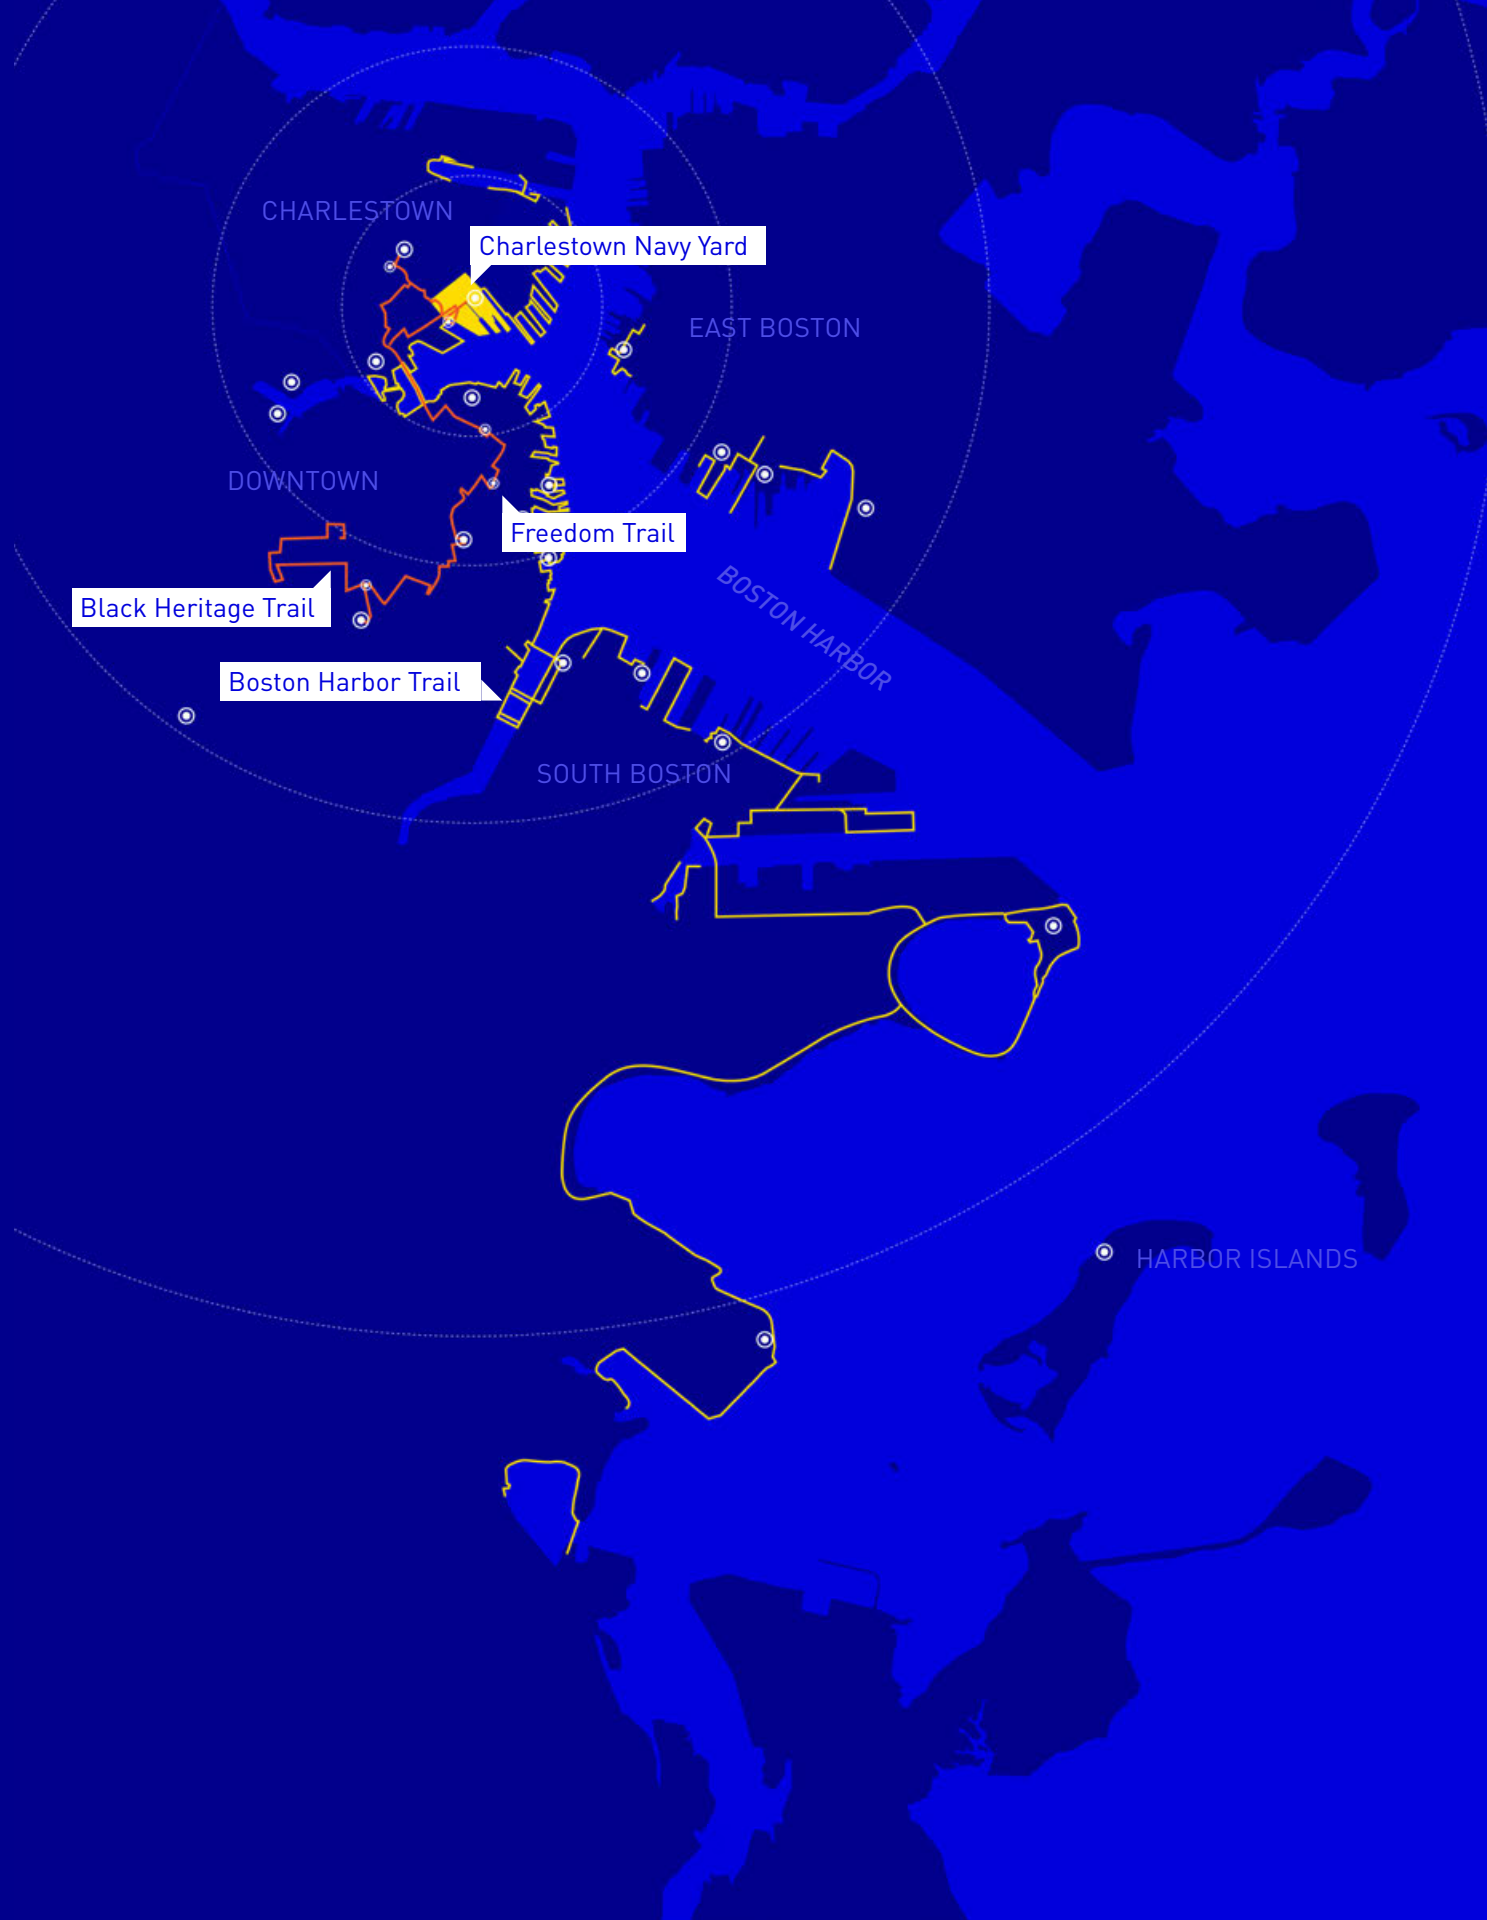 CHARLESTOWN
Charlestown Navy Yard
EAST BOSTON
DOWNTOWN
Freedom Trail
BOSTON HARBOR
Black Heritage Trail
Boston Harbor Trail
SOUTH BOSTON
HARBOR ISLANDS